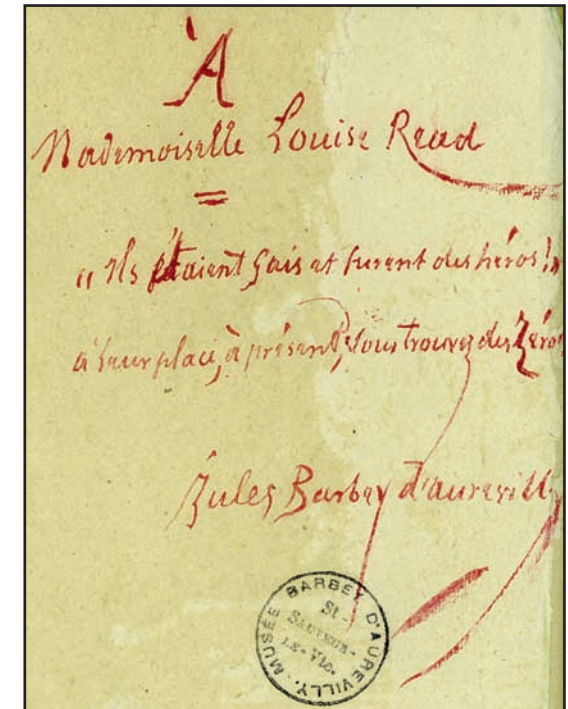 À
Mademoiselle Louise Read
=
« Ils étaient gais et furent des héros !»
à leur place, à présent, vous trouvez des Zéros
Jules Barbey d'aurevilly
MUSÉE BARBEY D'AUREVILLY
St-
SAUVEUR-
LE-Vte.